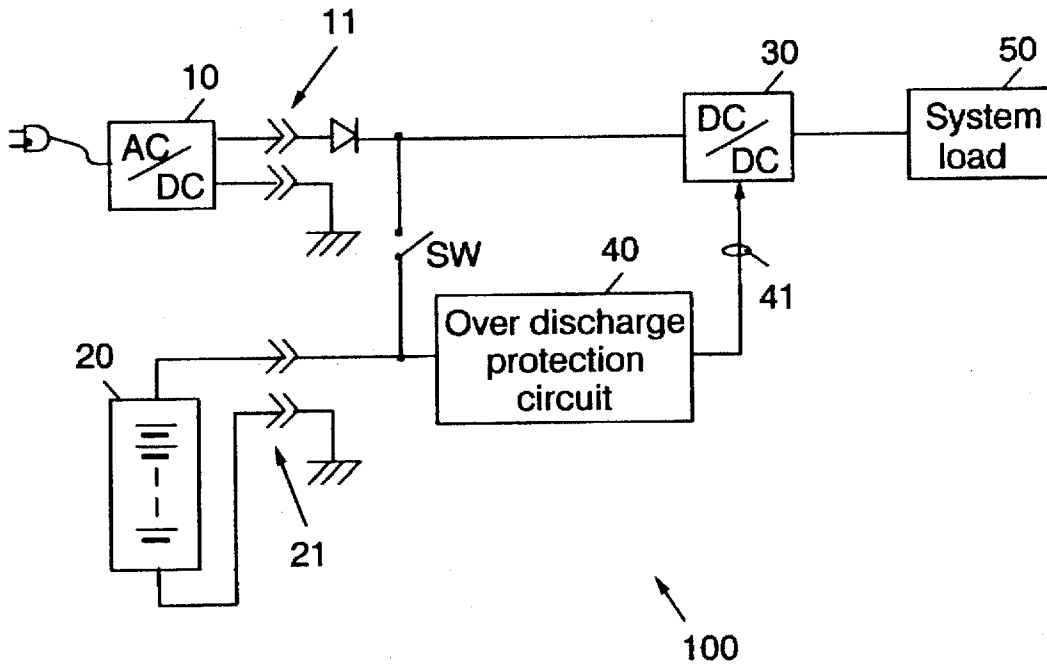 11
10
30
50
AC
DC
DC
DC
System
load
SW
40
41
Over discharge
protection
circuit
20
21
100